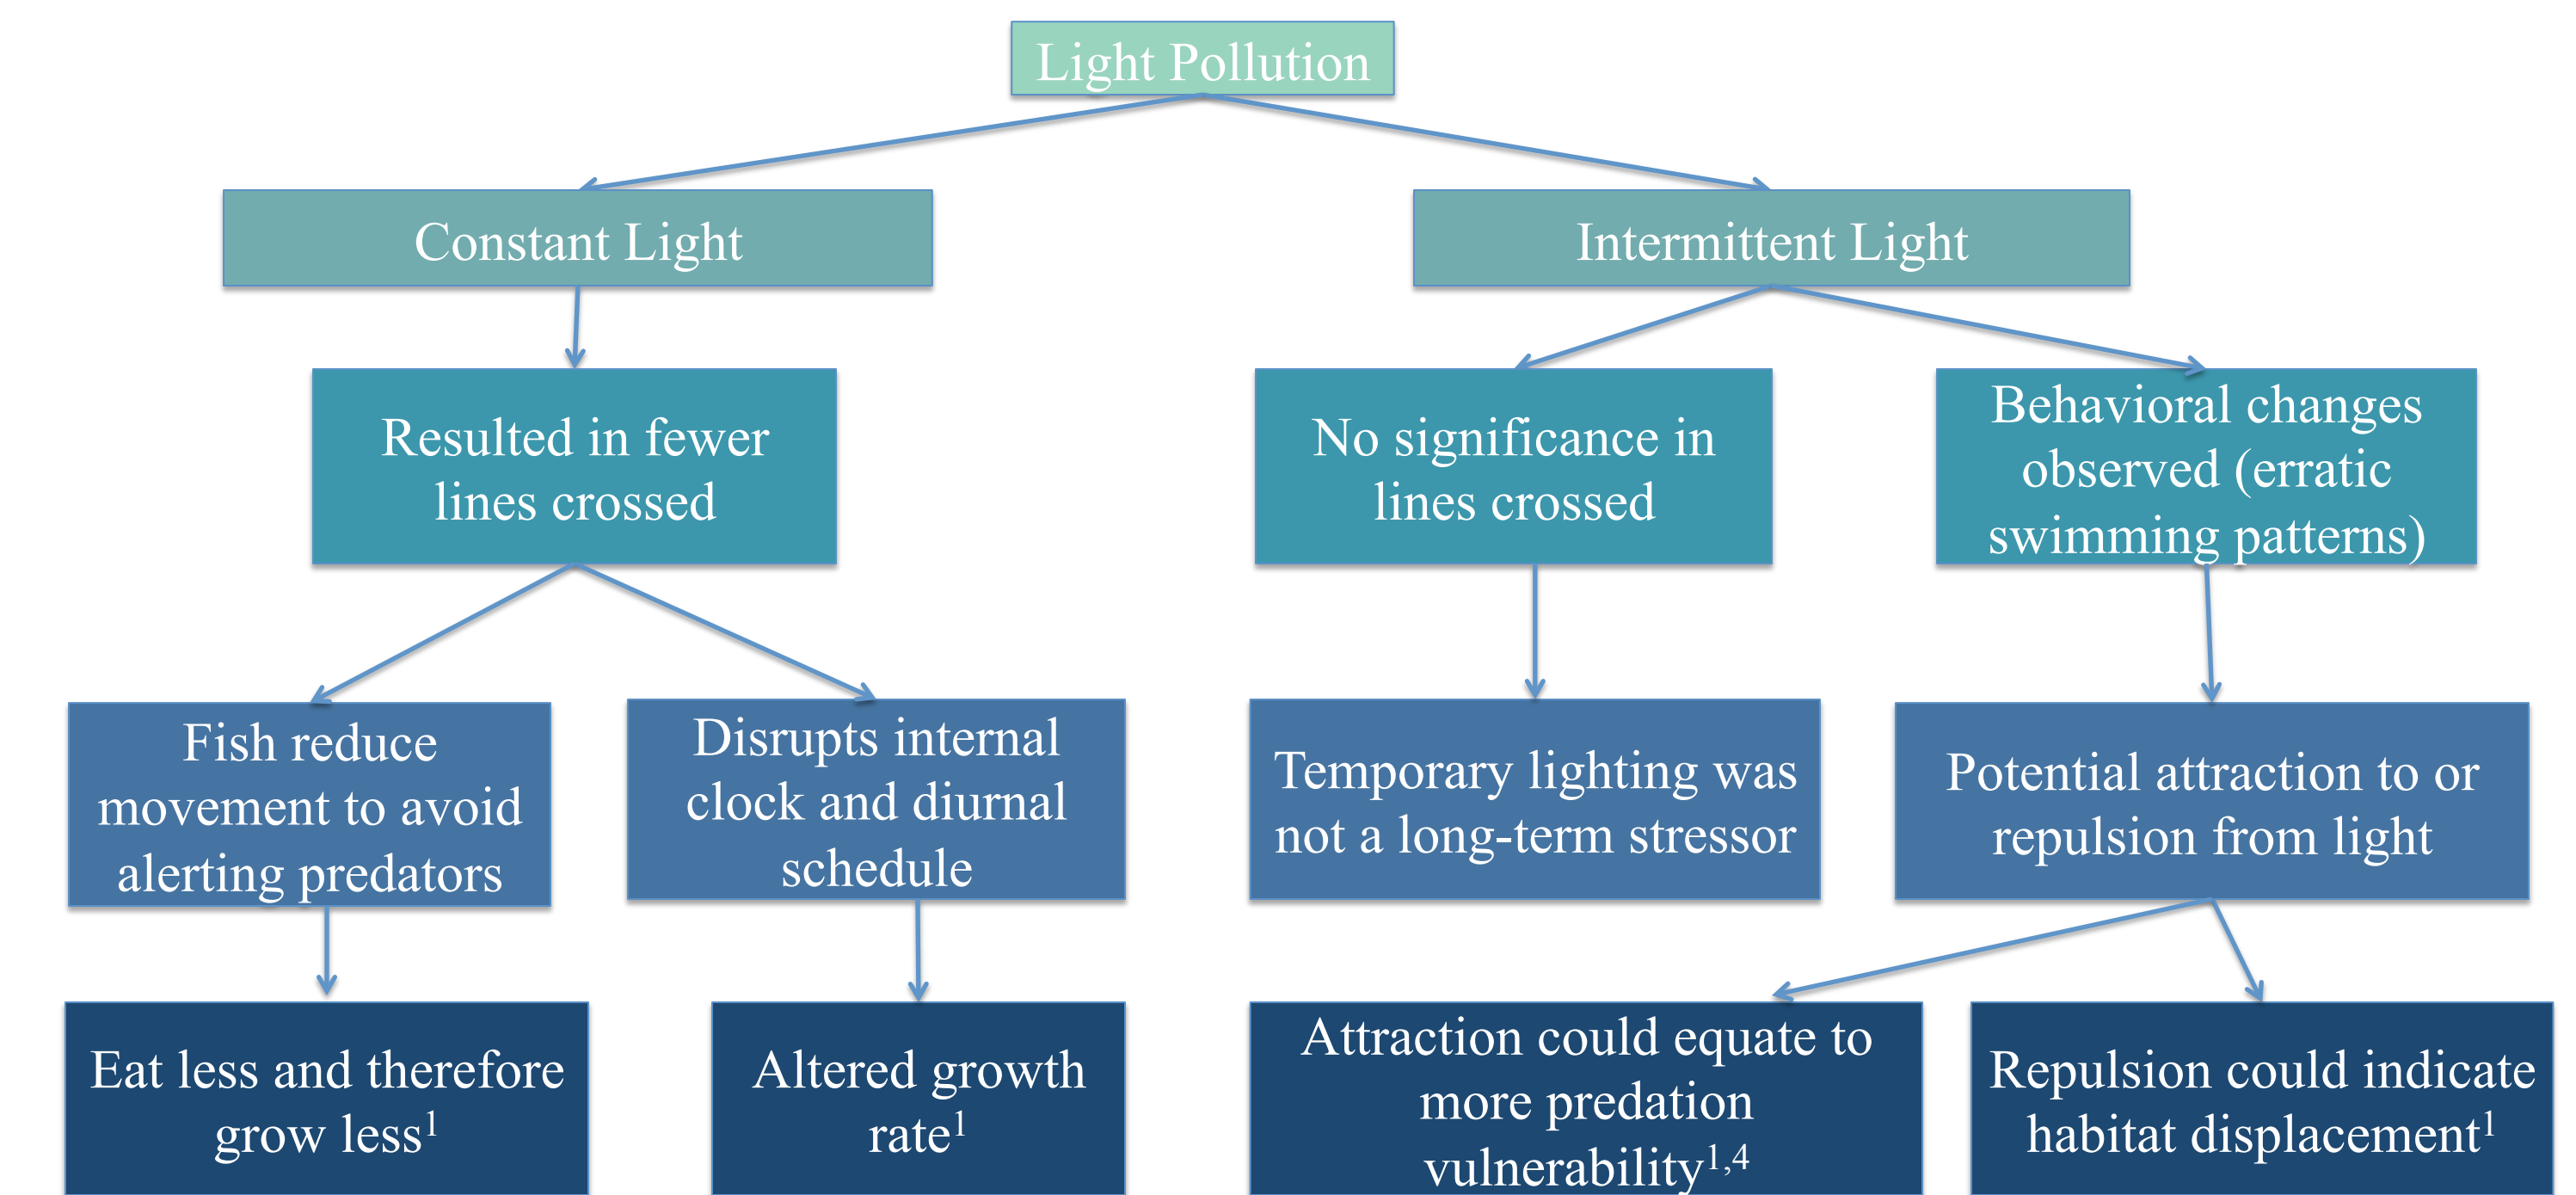 Light Pollution
Constant Light
Intermittent Light
Resulted in fewer
lines crossed
No significance in
lines crossed
Behavioral changes
observed (erratic
swimming patterns)
Fish reduce
movement to avoid
alerting predators
Disrupts internal
clock and diurnal
schedule
Temporary lighting was
not a long-term stressor
Potential attraction to or
repulsion from light
Eat less and therefore
grow less¹
Altered growth
rate¹
Attraction could equate to
more predation
vulnerability¹,⁴
Repulsion could indicate
habitat displacement¹